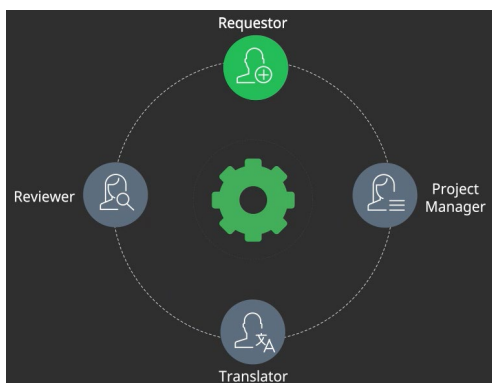 Requestor
Reviewer
Project
Manager
Translator